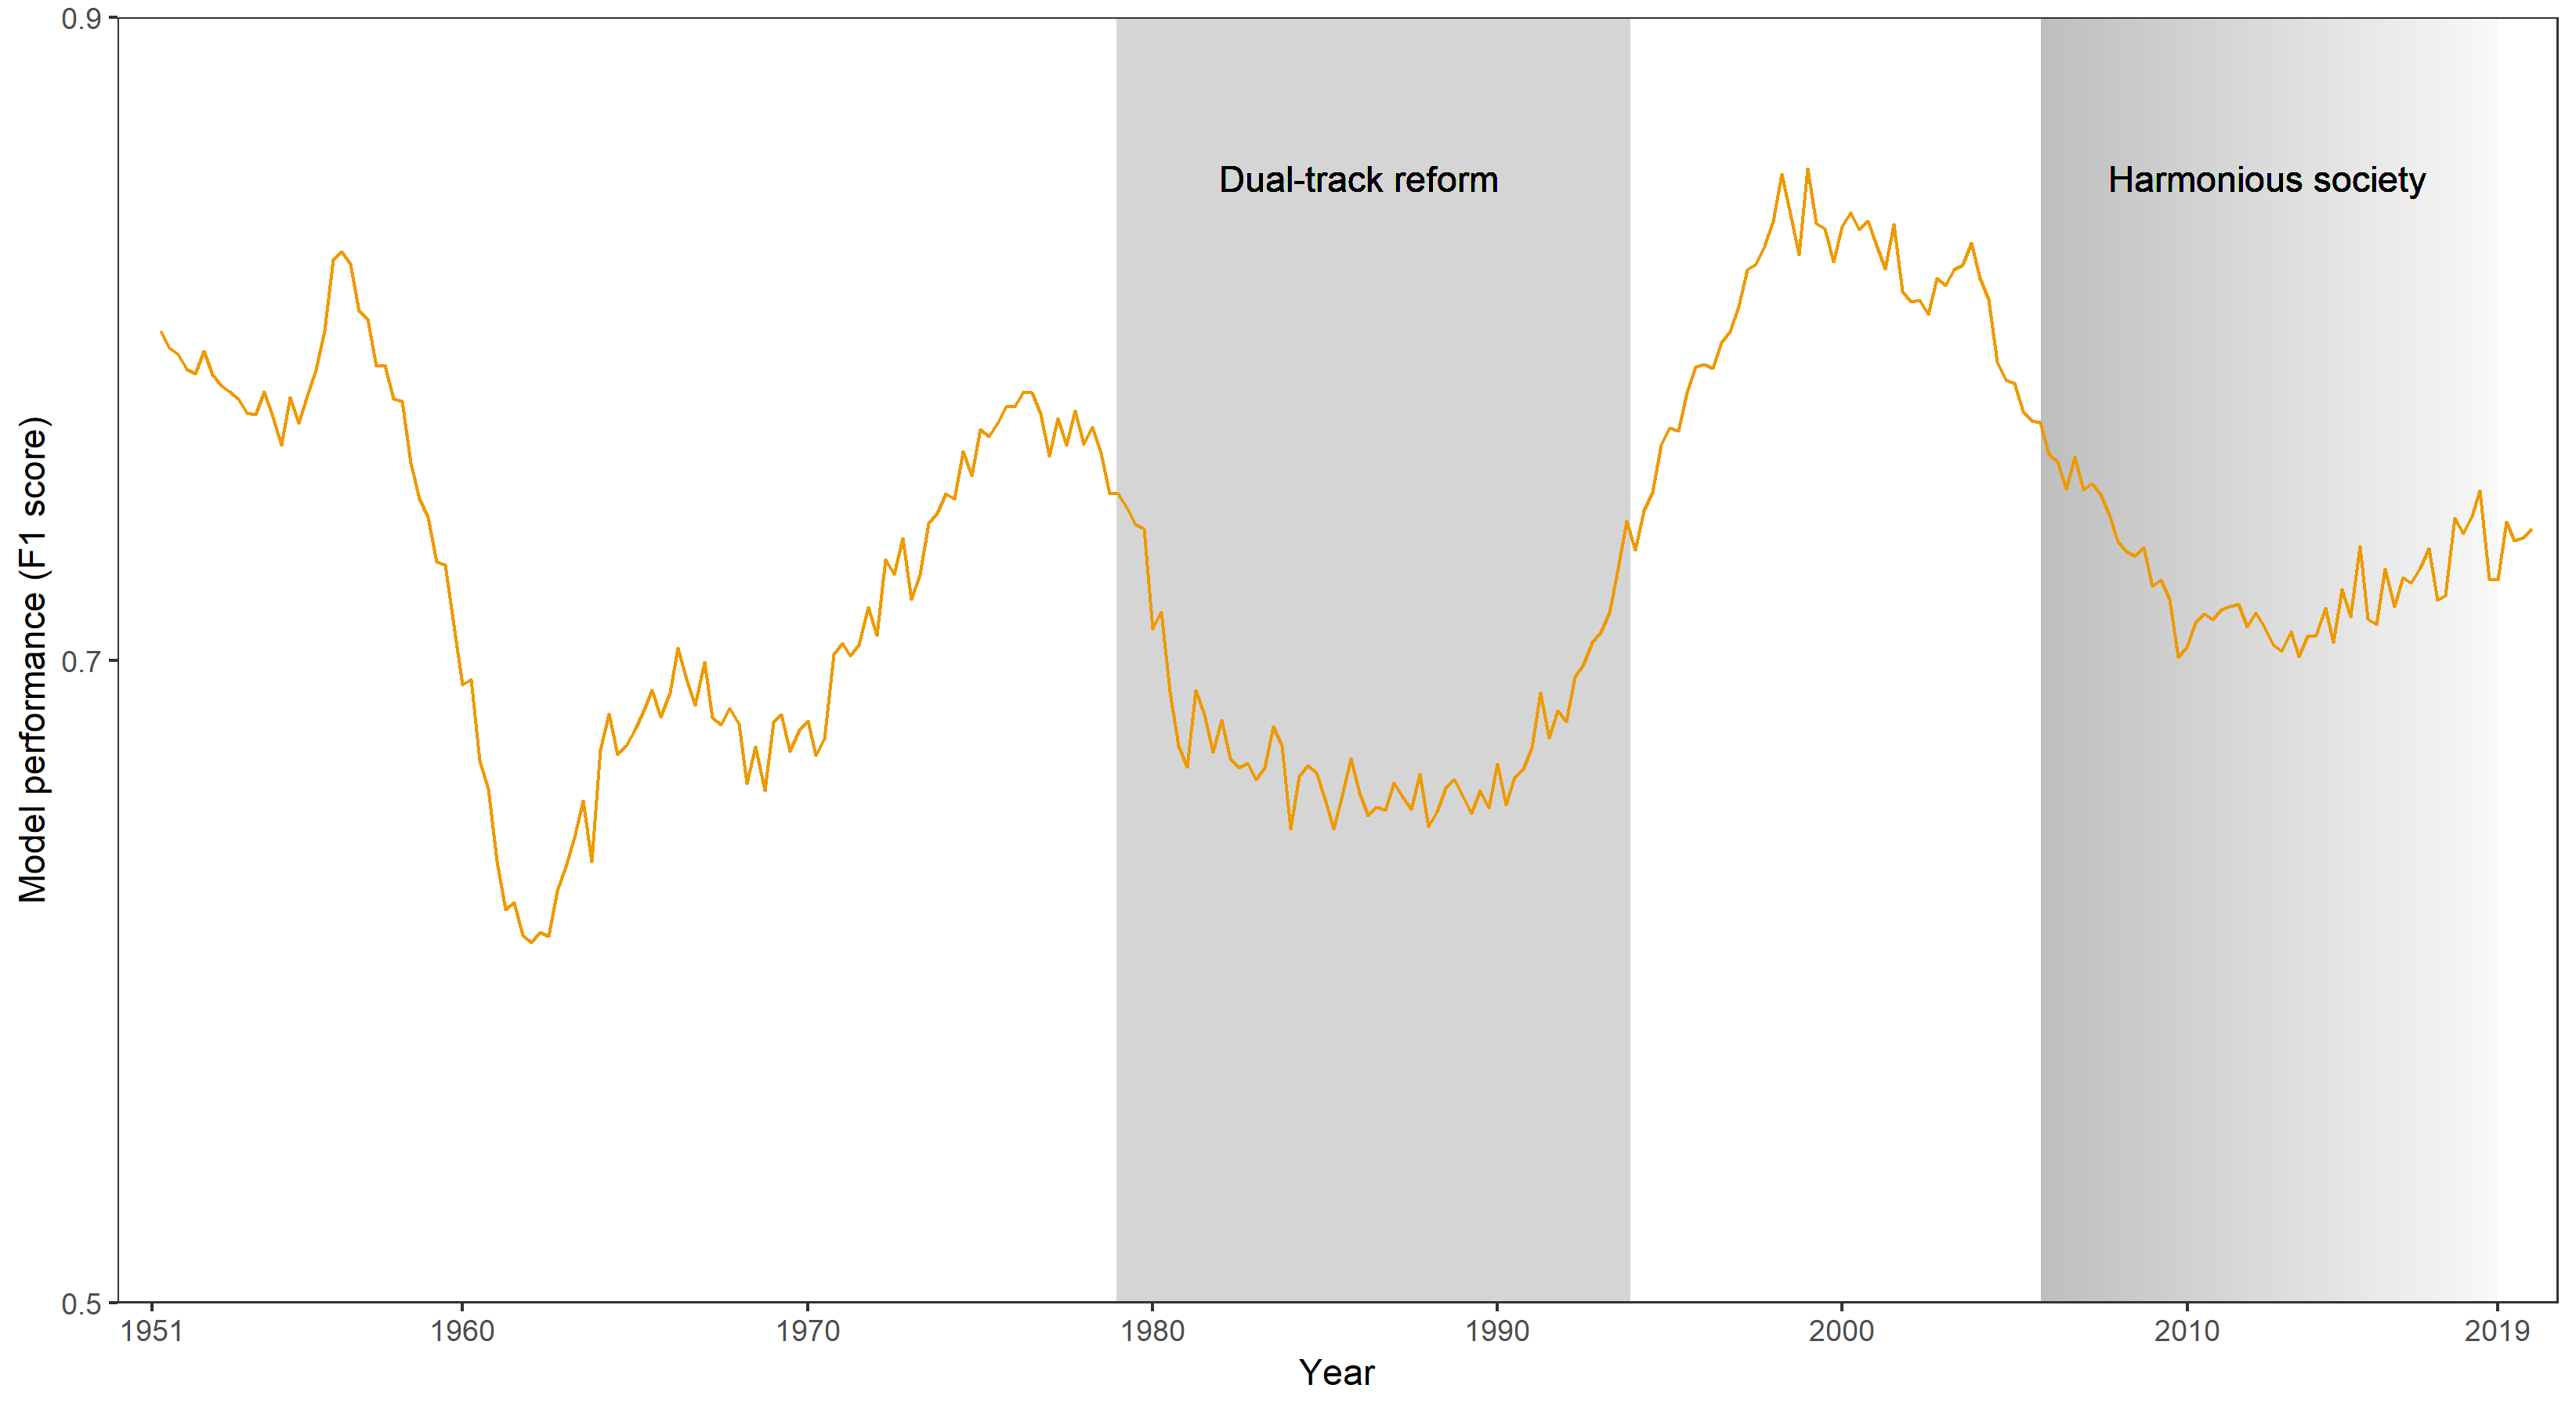 0.9
Dual-track reform
Harmonious society
Model performance (F1 score)
0.7
0.5
1951 1960 1970 1980 1990 2000 2010 2019
Year